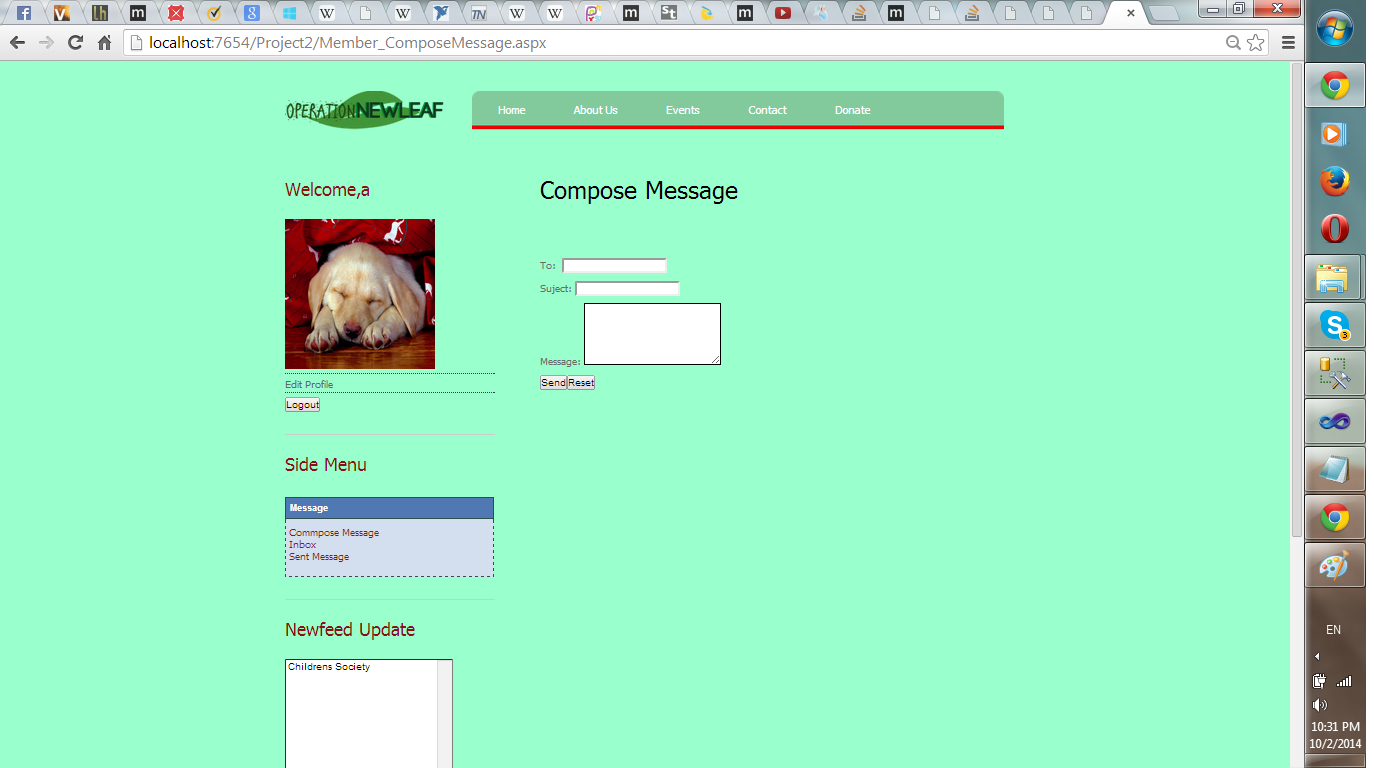 localhost:7654/Project2/Member_ComposeMessage.aspx
OPERATIONNEWLEAF
Home About Us Events Contact Donate
Welcome,a
Compose Message
To:
Suject:
Message:
Send Reset
Edit Profile
Logout
Side Menu
Message
Commpose Message
Inbox
Sent Message
Newfeed Update
Childrens Society
EN
10:31 PM
10/2/2014